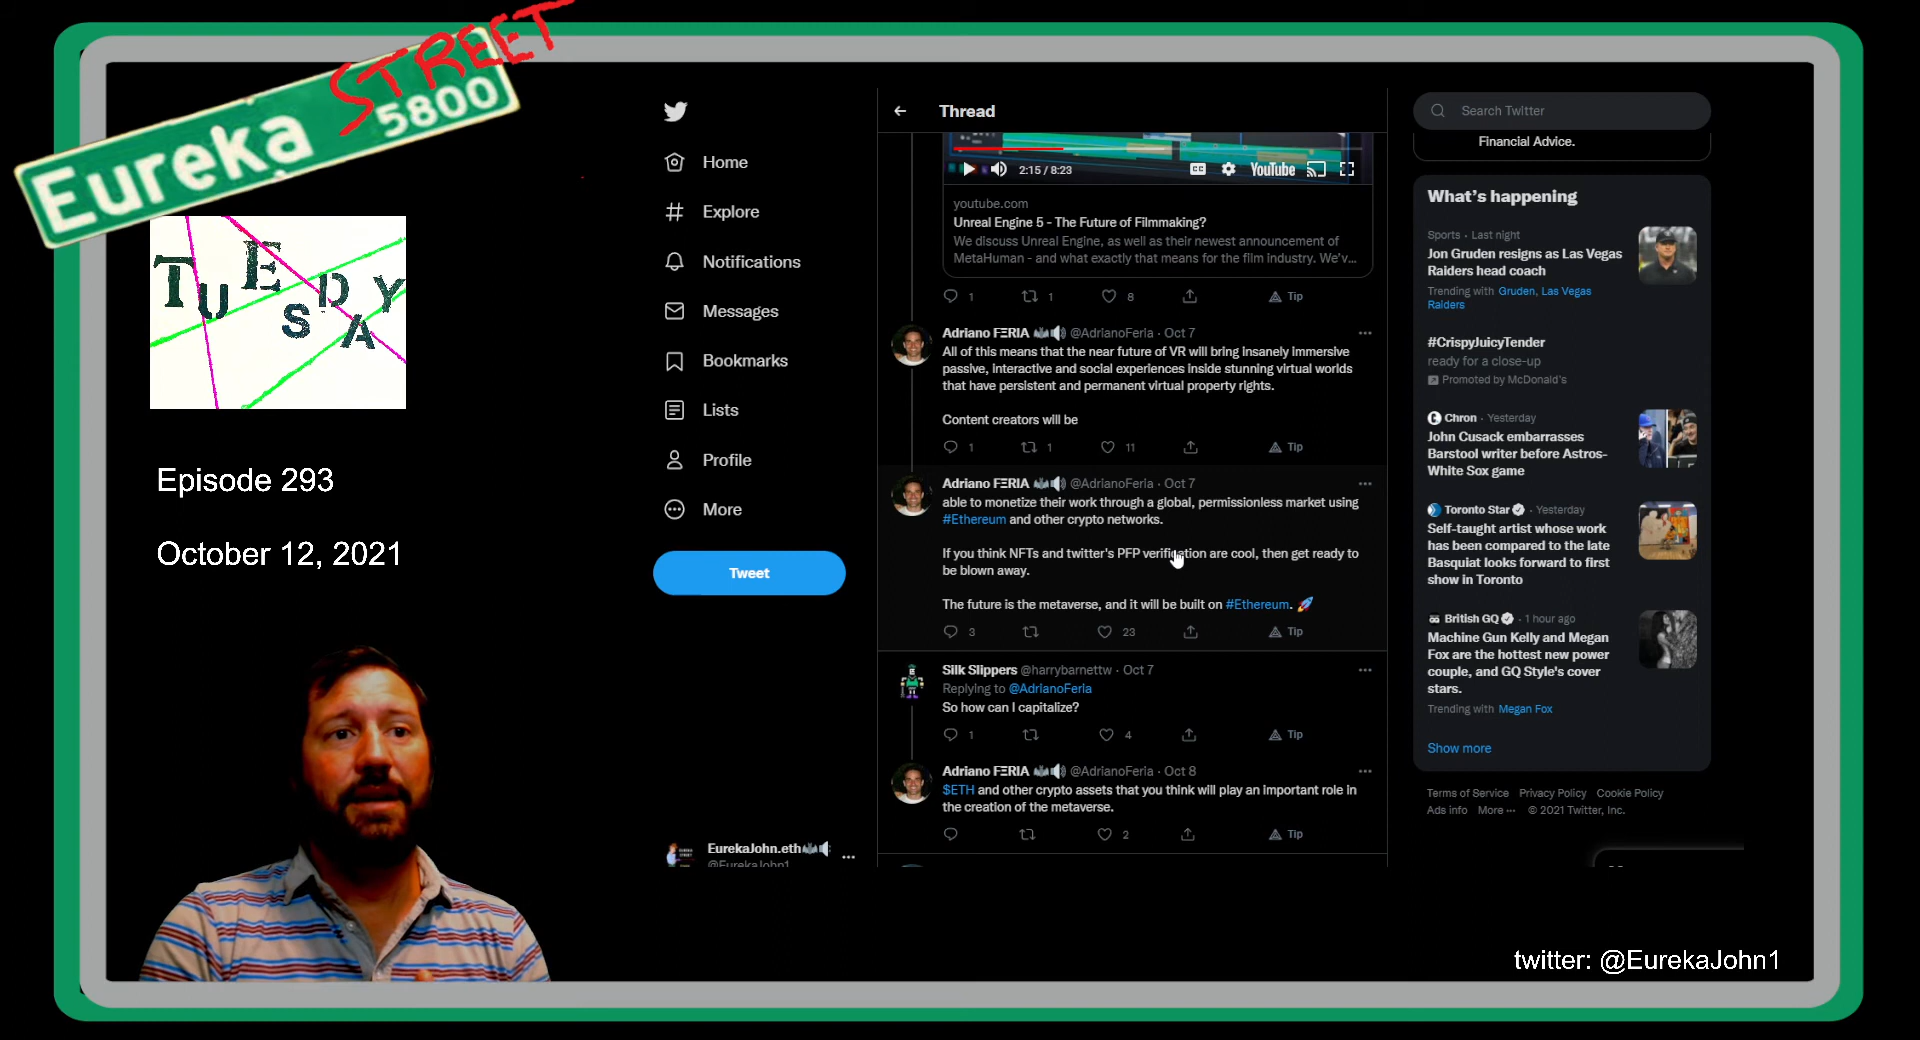 Eureka STREET
5800
TUESDAY
Episode 293
October 12, 2021
Home
Explore
Notifications
Messages
Bookmarks
Lists
Profile
More
Tweet
EurekaJohn.eth
@EurekaJohn1
Thread
2:15 / 8:23
CC
YouTube
youtube.com
Unreal Engine 5 - The Future of Filmmaking?
We discuss Unreal Engine, as well as their newest announcement of
MetaHuman - and what exactly that means for the film industry. We'v...
1 1 8 Tip
Adriano FΞRIA @AdrianoFeria · Oct 7
All of this means that the near future of VR will bring insanely immersive
passive, interactive and social experiences inside stunning virtual worlds
that have persistent and permanent virtual property rights.
Content creators will be
1 1 11 Tip
Adriano FΞRIA @AdrianoFeria · Oct 7
able to monetize their work through a global, permissionless market using
#Ethereum and other crypto networks.
If you think NFTs and twitter's PFP verification are cool, then get ready to
be blown away.
The future is the metaverse, and it will be built on #Ethereum. 🚀
3 23 Tip
Silk Slippers @harrybarnettw · Oct 7
Replying to @AdrianoFeria
So how can I capitalize?
1 4 Tip
Adriano FΞRIA @AdrianoFeria · Oct 8
$ETH and other crypto assets that you think will play an important role in
the creation of the metaverse.
2 Tip
Search Twitter
Financial Advice.
What's happening
Sports · Last night
Jon Gruden resigns as Las Vegas
Raiders head coach
Trending with Gruden, Las Vegas
Raiders
#CrispyJuicyTender
ready for a close-up
Promoted by McDonald's
Chron · Yesterday
John Cusack embarrasses
Barstool writer before Astros-
White Sox game
Toronto Star · Yesterday
Self-taught artist whose work
has been compared to the late
Basquiat looks forward to first
show in Toronto
British GQ · 1 hour ago
Machine Gun Kelly and Megan
Fox are the hottest new power
couple, and GQ Style's cover
stars.
Trending with Megan Fox
Show more
Terms of Service Privacy Policy Cookie Policy
Ads info More ··· © 2021 Twitter, Inc.
twitter: @EurekaJohn1